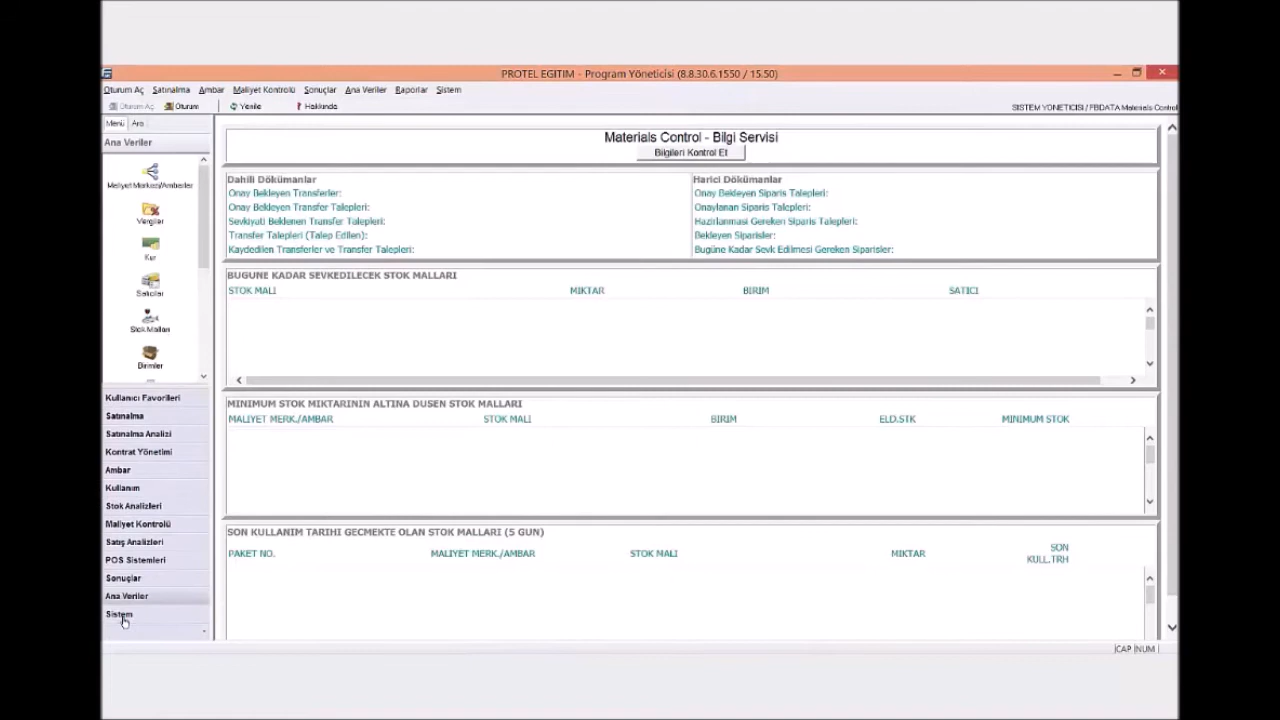 PROTEL EGITIM - Program Yöneticisi (8.8.30.6.1550 / 15.50)
Oturum Aç Satınalma Ambar Maliyet Kontrolü Sonuçlar Ana Veriler Raporlar Sistem
Oturum Aç Oturum Yenile Hakkında
SISTEM YONETICISI / FBDATA Materials Control
Menü Ara
Ana Veriler
Maliyet Merkezi/Ambarlar
Vergiler
Kur
Satıcılar
Stok Malları
Birimler
Kullanıcı Favorileri
Satınalma
Satınalma Analizi
Kontrat Yönetimi
Ambar
Kullanım
Stok Analizleri
Maliyet Kontrolü
Satış Analizleri
POS Sistemleri
Sonuçlar
Ana Veriler
Sistem
Materials Control - Bilgi Servisi
Bilgileri Kontrol Et
Dahili Dökümanlar
Onay Bekleyen Transferler:
Onay Bekleyen Transfer Talepleri:
Sevkiyati Beklenen Transfer Talepleri:
Transfer Talepleri (Talep Edilen):
Kaydedilen Transferler ve Transfer Talepleri:
Harici Dökümanlar
Onay Bekleyen Siparis Talepleri:
Onaylanan Siparis Talepleri:
Hazirlanmasi Gereken Siparis Talepleri:
Bekleyen Siparisler:
Bugüne Kadar Sevk Edilmesi Gereken Siparisler:
BUGUNE KADAR SEVKEDILECEK STOK MALLARI
STOK MALI MIKTAR BIRIM SATICI
MINIMUM STOK MIKTARININ ALTINA DUSEN STOK MALLARI
MALIYET MERK./AMBAR STOK MALI BIRIM ELD.STK MINIMUM STOK
SON KULLANIM TARIHI GECMEKTE OLAN STOK MALLARI (5 GUN)
PAKET NO. MALIYET MERK./AMBAR STOK MALI MIKTAR SON KULL.TRH
CAP NUM